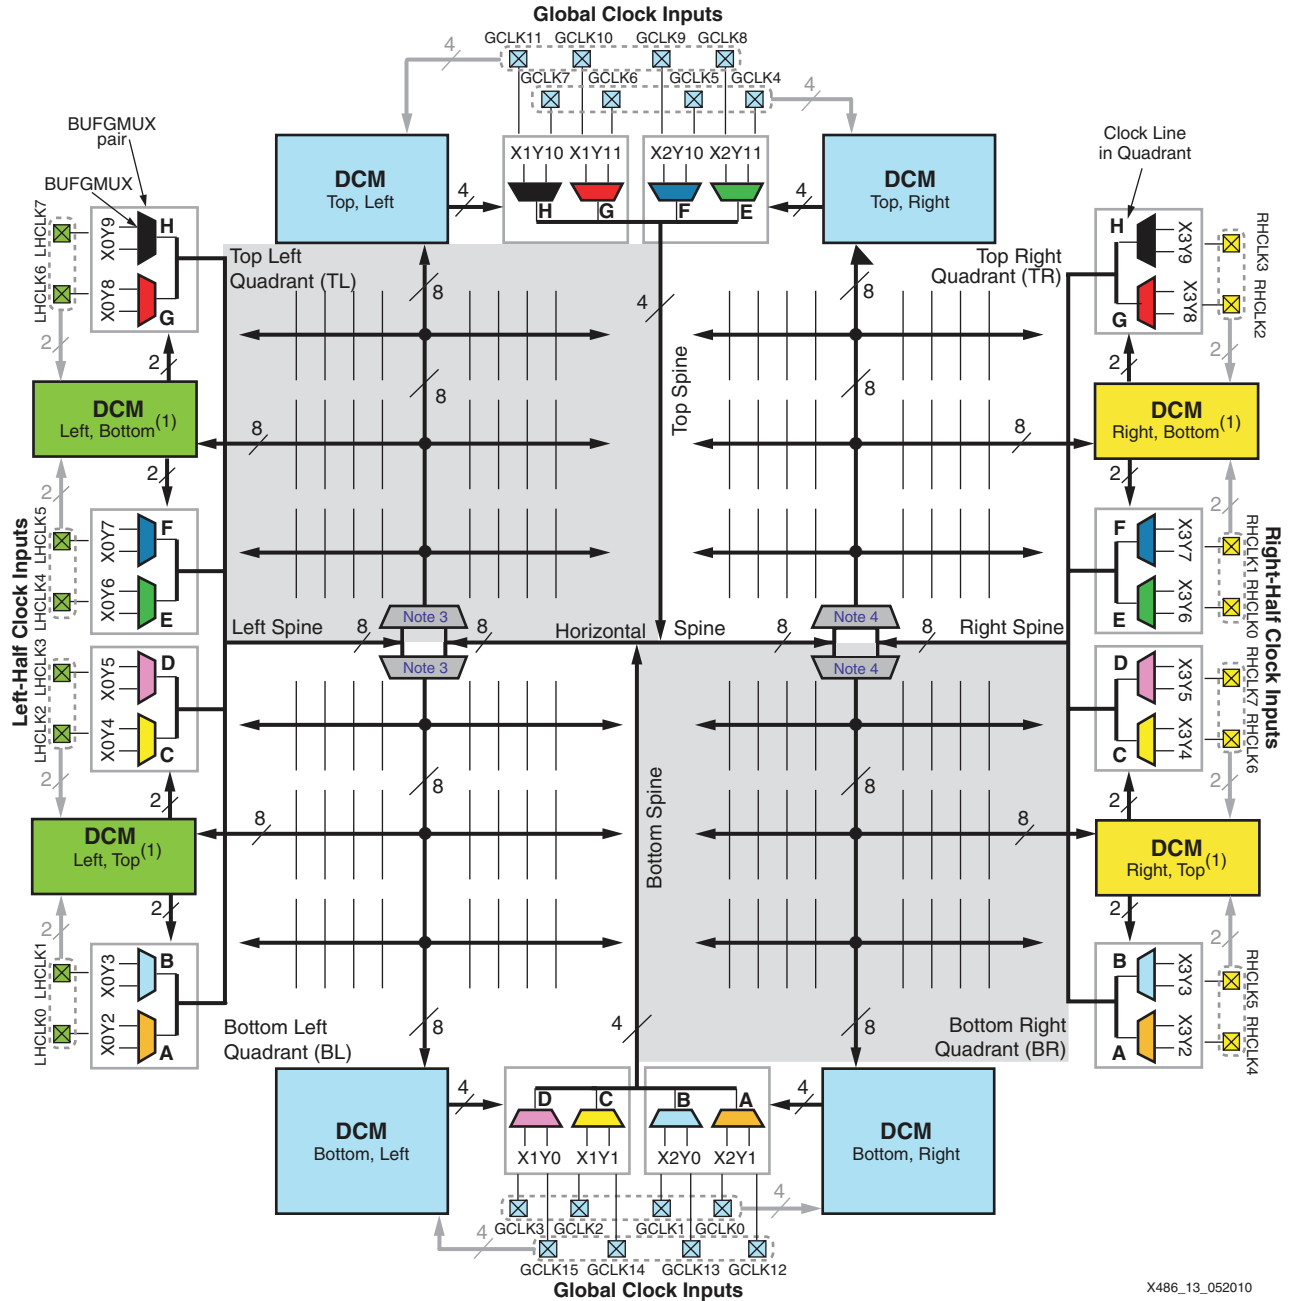 Global Clock Inputs
GCLK11 GCLK10 GCLK9 GCLK8
4
GCLK7 GCLK6 GCLK5 GCLK4
4
BUFGMUX
pair
BUFGMUX
Clock Line
in Quadrant
DCM
Top, Left
4
X1Y10 X1Y11 X2Y10 X2Y11
H G F E
4
DCM
Top, Right
LHCLK7
LHCLK6
X0Y9
X0Y8
H
G
Top Left
Quadrant (TL)
8
4
Top Spine
Top Right
Quadrant (TR)
8
H
G
X3Y9
X3Y8
RHCLK3
RHCLK2
2
2
8
8
2
2
DCM
Left, Bottom(1)
8
8
DCM
Right, Bottom(1)
2
2
2
2
Left-Half Clock Inputs
LHCLK5
LHCLK4
X0Y7
X0Y6
F
E
F
E
X3Y7
X3Y6
RHCLK1
RHCLK0
Right-Half Clock Inputs
Note 3
Note 4
Left Spine
8
8
Horizontal
Spine
8
8
Right Spine
Note 3
Note 4
LHCLK3
LHCLK2
X0Y5
X0Y4
D
C
D
C
X3Y5
X3Y4
RHCLK7
RHCLK6
2
2
8
Bottom Spine
8
2
2
DCM
Left, Top(1)
8
8
DCM
Right, Top(1)
2
2
2
2
LHCLK1
LHCLK0
X0Y3
X0Y2
B
A
B
A
X3Y3
X3Y2
RHCLK5
RHCLK4
Bottom Left
Quadrant (BL)
8
4
8
Bottom Right
Quadrant (BR)
DCM
Bottom, Left
4
D C B A
X1Y0 X1Y1 X2Y0 X2Y1
4
DCM
Bottom, Right
4
GCLK3 GCLK2 GCLK1 GCLK0
4
GCLK15 GCLK14 GCLK13 GCLK12
Global Clock Inputs
X486_13_052010